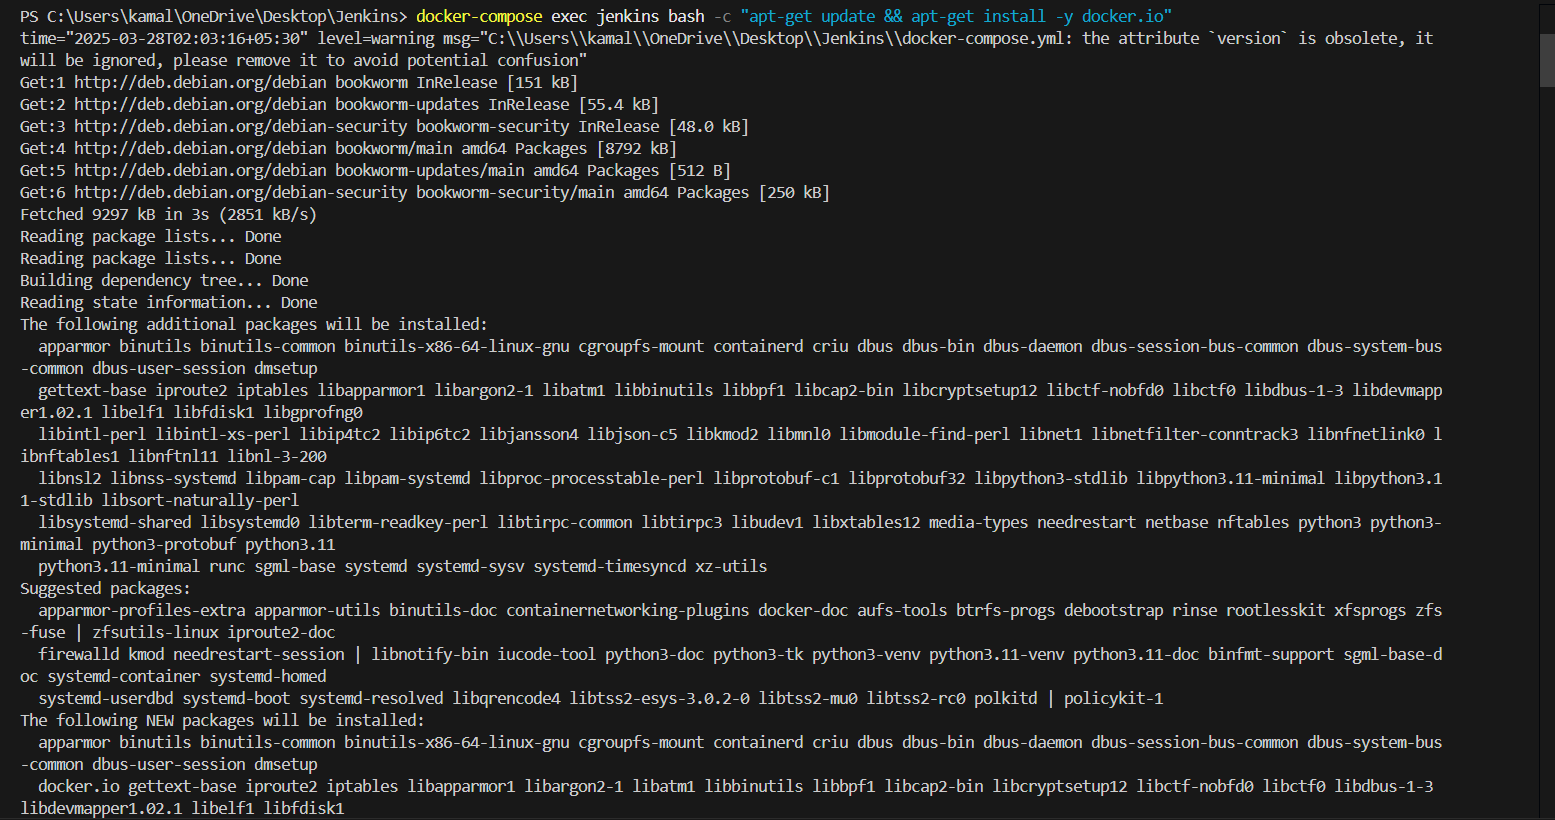 PS C:\Users\kamal\OneDrive\Desktop\Jenkins> docker-compose exec jenkins bash -c "apt-get update && apt-get install -y docker.io"
time="2025-03-28T02:03:16+05:30" level=warning msg="C:\\Users\\kamal\\OneDrive\\Desktop\\Jenkins\\docker-compose.yml: the attribute `version` is obsolete, it
will be ignored, please remove it to avoid potential confusion"
Get:1 http://deb.debian.org/debian bookworm InRelease [151 kB]
Get:2 http://deb.debian.org/debian bookworm-updates InRelease [55.4 kB]
Get:3 http://deb.debian.org/debian-security bookworm-security InRelease [48.0 kB]
Get:4 http://deb.debian.org/debian bookworm/main amd64 Packages [8792 kB]
Get:5 http://deb.debian.org/debian bookworm-updates/main amd64 Packages [512 B]
Get:6 http://deb.debian.org/debian-security bookworm-security/main amd64 Packages [250 kB]
Fetched 9297 kB in 3s (2851 kB/s)
Reading package lists... Done
Reading package lists... Done
Building dependency tree... Done
Reading state information... Done
The following additional packages will be installed:
  apparmor binutils binutils-common binutils-x86-64-linux-gnu cgroupfs-mount containerd criu dbus dbus-bin dbus-daemon dbus-session-bus-common dbus-system-bus
-common dbus-user-session dmsetup
  gettext-base iproute2 iptables libapparmor1 libargon2-1 libatm1 libbinutils libbpf1 libcap2-bin libcryptsetup12 libctf-nobfd0 libctf0 libdbus-1-3 libdevmapp
er1.02.1 libelf1 libfdisk1 libgprofng0
  libintl-perl libintl-xs-perl libip4tc2 libip6tc2 libjansson4 libjson-c5 libkmod2 libmnl0 libmodule-find-perl libnet1 libnetfilter-conntrack3 libnfnetlink0 l
ibnftables1 libnftnl11 libnl-3-200
  libnsl2 libnss-systemd libpam-cap libpam-systemd libproc-processtable-perl libprotobuf-c1 libprotobuf32 libpython3-stdlib libpython3.11-minimal libpython3.1
1-stdlib libsort-naturally-perl
  libsystemd-shared libsystemd0 libterm-readkey-perl libtirpc-common libtirpc3 libudev1 libxtables12 media-types needrestart netbase nftables python3 python3-
minimal python3-protobuf python3.11
  python3.11-minimal runc sgml-base systemd systemd-sysv systemd-timesyncd xz-utils
Suggested packages:
  apparmor-profiles-extra apparmor-utils binutils-doc containernetworking-plugins docker-doc aufs-tools btrfs-progs debootstrap rinse rootlesskit xfsprogs zfs
-fuse | zfsutils-linux iproute2-doc
  firewalld kmod needrestart-session | libnotify-bin iucode-tool python3-doc python3-tk python3-venv python3.11-venv python3.11-doc binfmt-support sgml-base-d
oc systemd-container systemd-homed
  systemd-userdbd systemd-boot systemd-resolved libqrencode4 libtss2-esys-3.0.2-0 libtss2-mu0 libtss2-rc0 polkitd | policykit-1
The following NEW packages will be installed:
  apparmor binutils binutils-common binutils-x86-64-linux-gnu cgroupfs-mount containerd criu dbus dbus-bin dbus-daemon dbus-session-bus-common dbus-system-bus
-common dbus-user-session dmsetup
  docker.io gettext-base iproute2 iptables libapparmor1 libargon2-1 libatm1 libbinutils libbpf1 libcap2-bin libcryptsetup12 libctf-nobfd0 libctf0 libdbus-1-3
libdevmapper1.02.1 libelf1 libfdisk1